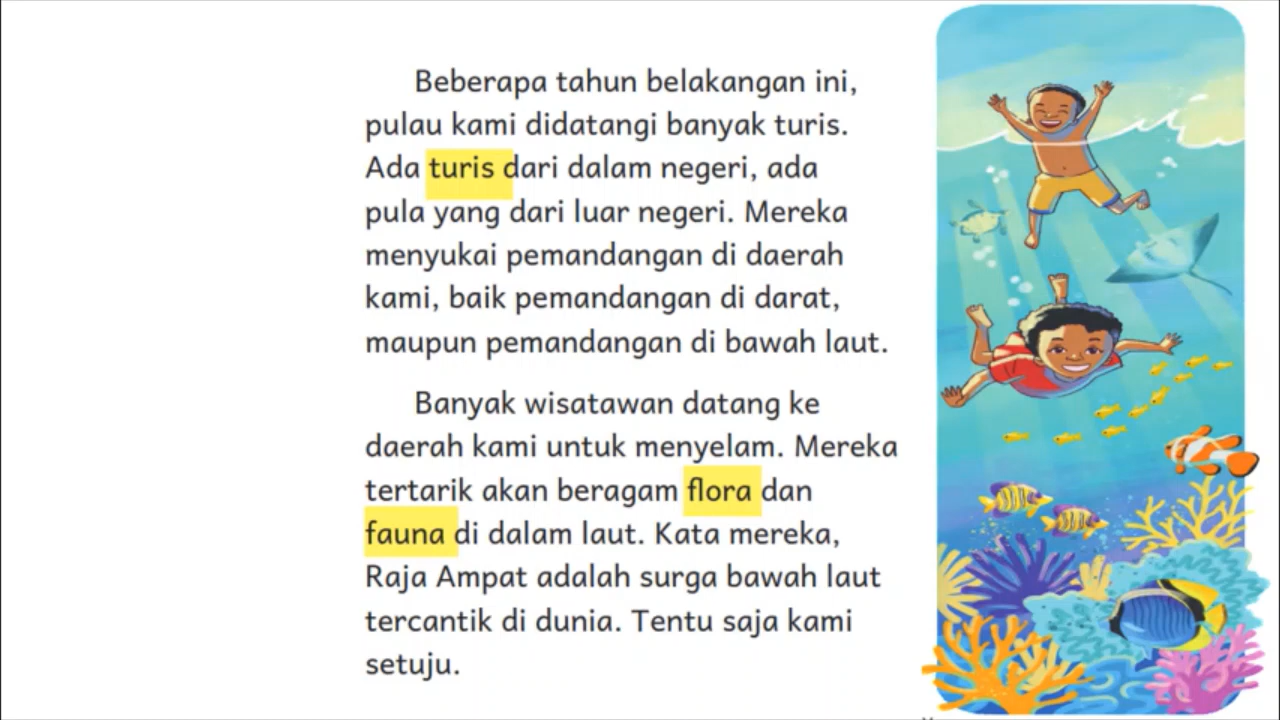 Beberapa tahun belakangan ini,
pulau kami didatangi banyak turis.
Ada turis dari dalam negeri, ada
pula yang dari luar negeri. Mereka
menyukai pemandangan di daerah
kami, baik pemandangan di darat,
maupun pemandangan di bawah laut.
Banyak wisatawan datang ke
daerah kami untuk menyelam. Mereka
tertarik akan beragam flora dan
fauna di dalam laut. Kata mereka,
Raja Ampat adalah surga bawah laut
tercantik di dunia. Tentu saja kami
setuju.